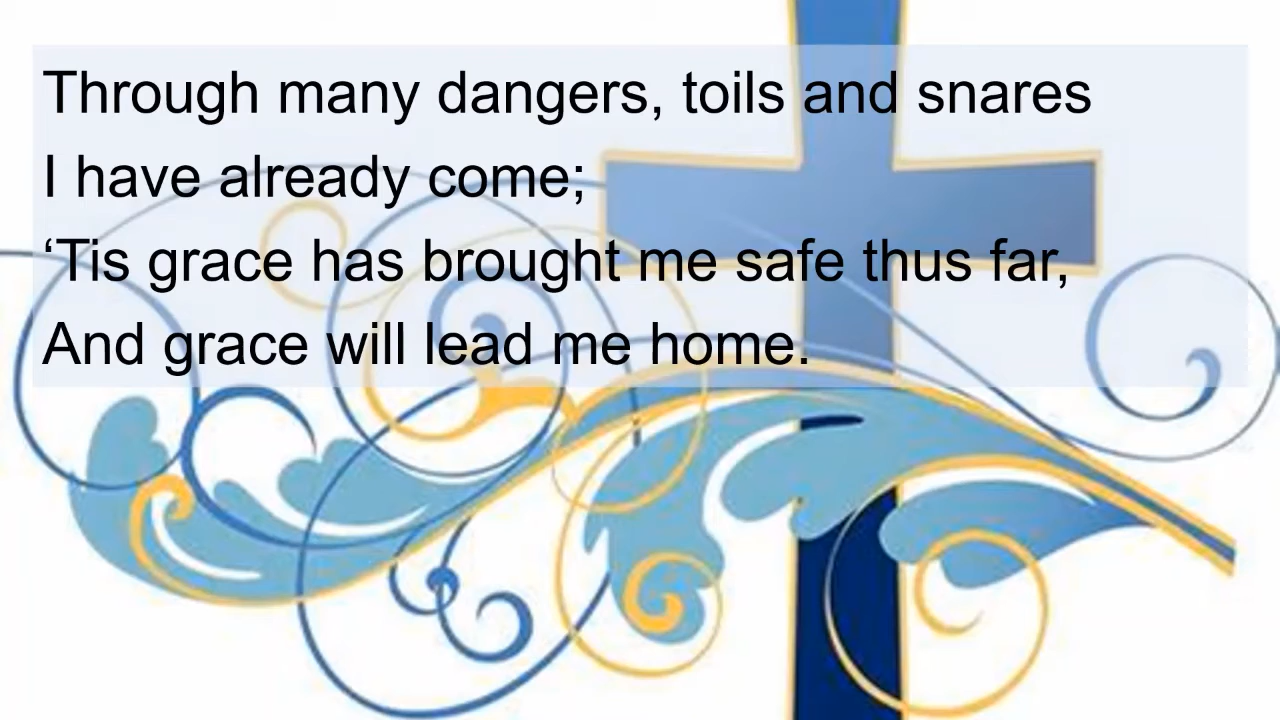 Through many dangers, toils and snares
I have already come;
‘Tis grace has brought me safe thus far,
And grace will lead me home.